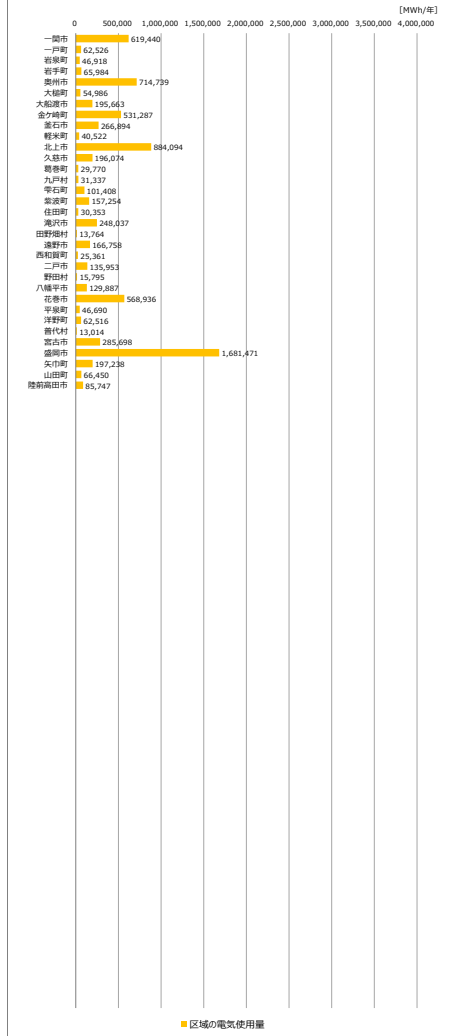 [MWh/年]
0 500,000 1,000,000 1,500,000 2,000,000 2,500,000 3,000,000 3,500,000 4,000,000
一関市 619,440
一戸町 62,526
岩泉町 46,918
岩手町 65,984
奥州市 714,739
大槌町 54,986
大船渡市 195,663
金ケ崎町 531,287
釜石市 266,894
軽米町 40,522
北上市 884,094
久慈市 196,074
葛巻町 29,770
九戸村 31,337
雫石町 101,408
紫波町 157,254
住田町 30,353
滝沢市 248,037
田野畑村 13,764
遠野市 166,758
西和賀町 25,361
二戸市 135,953
野田村 15,795
八幡平市 129,887
花巻市 568,936
平泉町 46,690
洋野町 62,516
普代村 13,014
宮古市 285,698
盛岡市 1,681,471
矢巾町 197,238
山田町 66,450
陸前高田市 85,747
区域の電気使用量